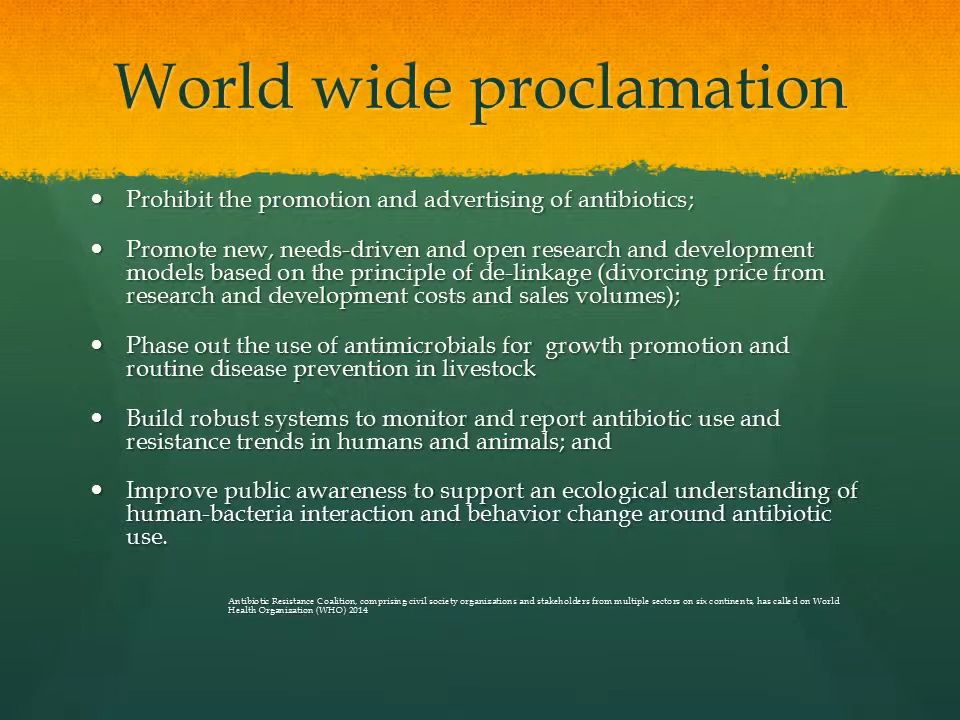 World wide proclamation
• Prohibit the promotion and advertising of antibiotics;
• Promote new, needs-driven and open research and development
models based on the principle of de-linkage (divorcing price from
research and development costs and sales volumes);
• Phase out the use of antimicrobials for  growth promotion and
routine disease prevention in livestock
• Build robust systems to monitor and report antibiotic use and
resistance trends in humans and animals; and
• Improve public awareness to support an ecological understanding of
human-bacteria interaction and behavior change around antibiotic
use.
Antibiotic Resistance Coalition, comprising civil society organisations and stakeholders from multiple sectors on six continents, has called on World
Health Organization (WHO) 2014